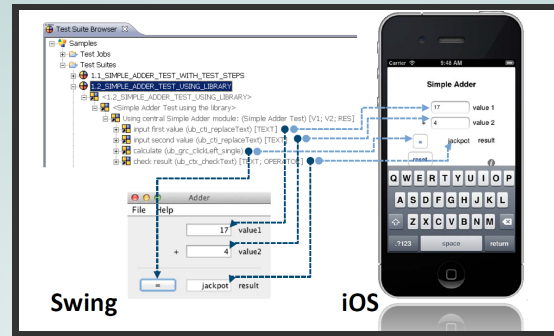 Test Suite Browser
Samples
Test Jobs
Test Suites
1.1_SIMPLE_ADDER_TEST_WITH_TEST_STEPS
1.2_SIMPLE_ADDER_TEST_USING_LIBRARY
<1.2_SIMPLE_ADDER_TEST_USING_LIBRARY>
<Simple Adder Test using the library>
Using central Simple Adder module: (Simple Adder Test) [V1; V2; RES]
input first value (ub_cti_replaceText) [TEXT]
input second value (ub_cti_replaceText) [TEXT]
calculate (ub_grc_clickLeft_single)
check result (ub_ctx_checkText) [TEXT; OPERATOR]
Adder
File Help
17 value1
+ 4 value2
= jackpot result
Swing
Carrier 9:48 AM
Simple Adder
17 value 1
+ 4 value 2
= jackpot result
reset
Q W E R T Y U I O P
A S D F G H J K L
Z X C V B N M
.?123 space return
iOS